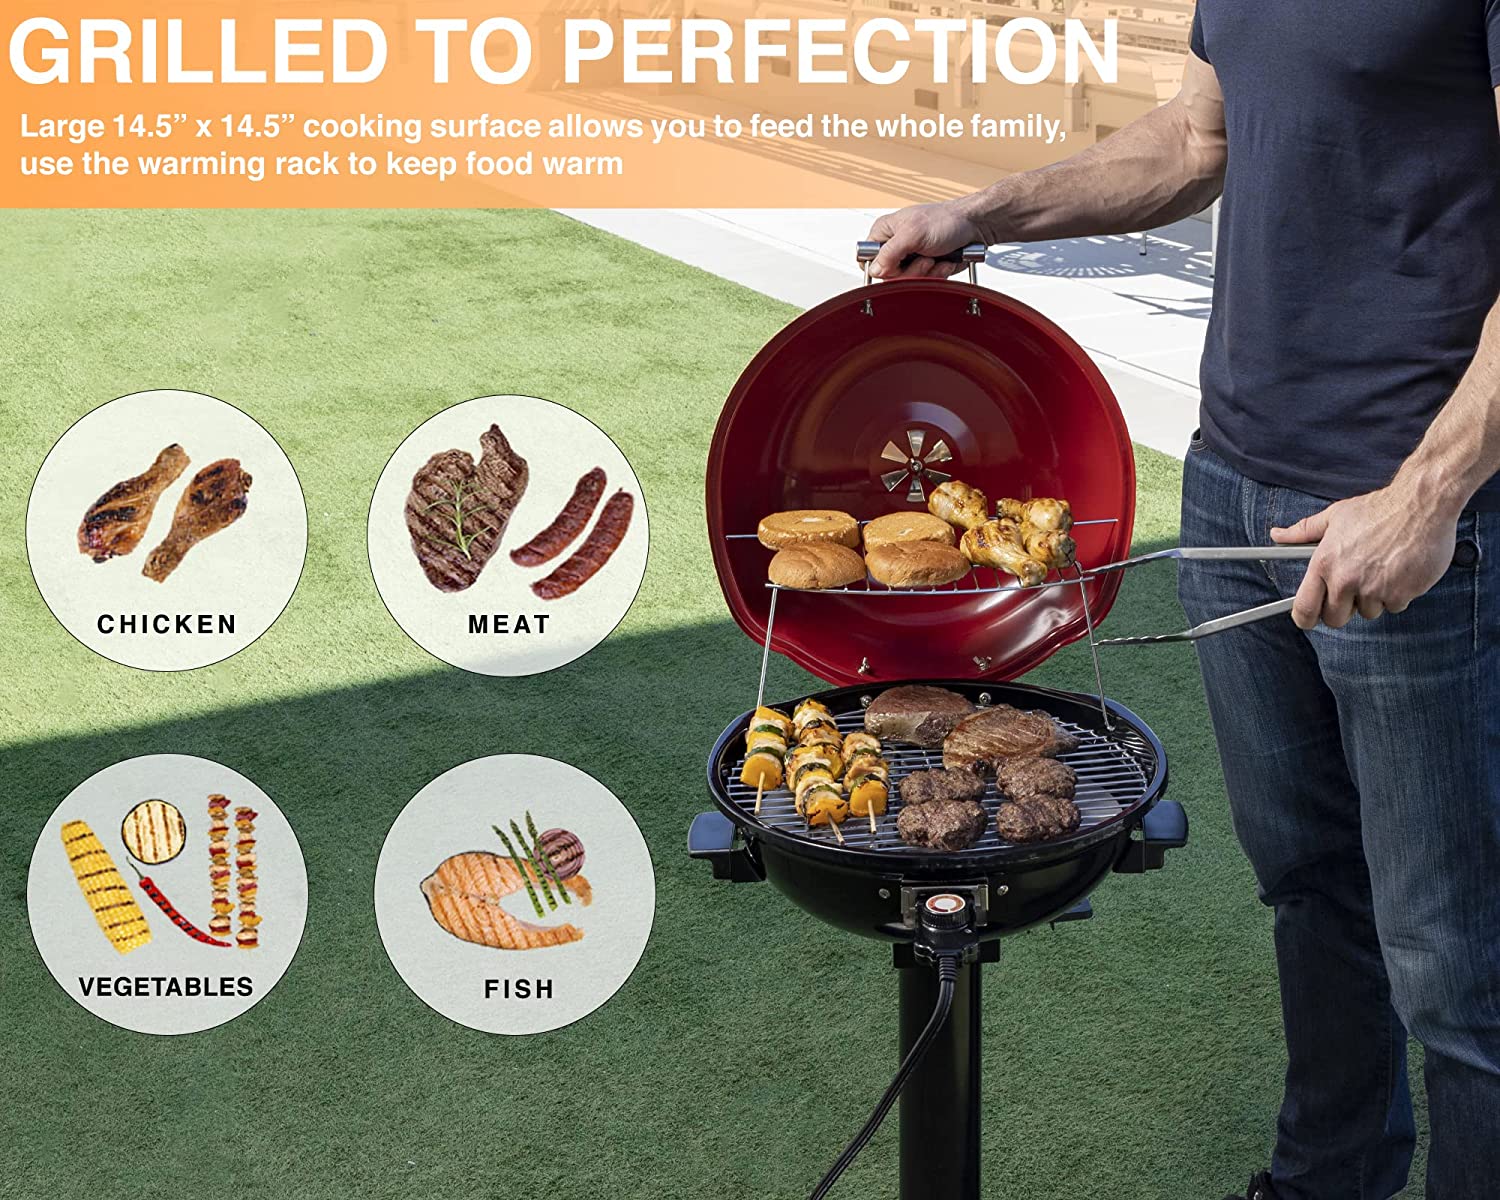 GRILLED TO PERFECTION
Large 14.5” x 14.5” cooking surface allows you to feed the whole family,
use the warming rack to keep food warm
CHICKEN
MEAT
VEGETABLES
FISH